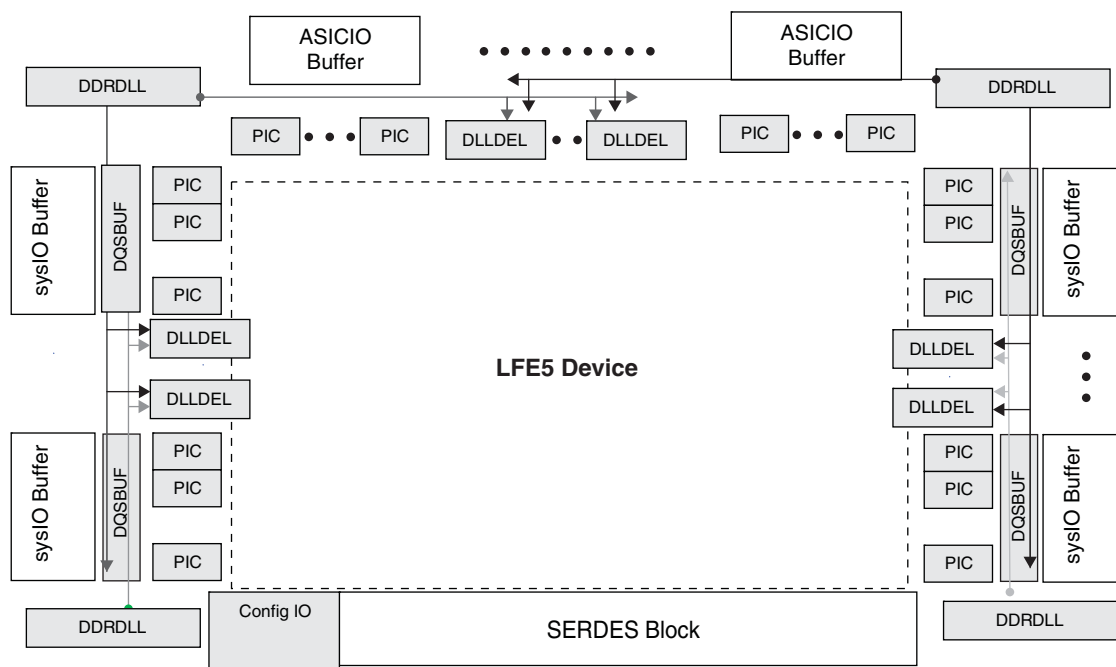 ASICIO
Buffer
ASICIO
Buffer
DDRDLL
DDRDLL
PIC
PIC
DLLDEL
DLLDEL
PIC
PIC
sysIO Buffer
DQSBUF
PIC
PIC
PIC
DLLDEL
DLLDEL
sysIO Buffer
DQSBUF
PIC
PIC
PIC
LFE5 Device
PIC
PIC
PIC
DQSBUF
sysIO Buffer
DLLDEL
DLLDEL
PIC
PIC
PIC
DQSBUF
sysIO Buffer
DDRDLL
Config IO
SERDES Block
DDRDLL